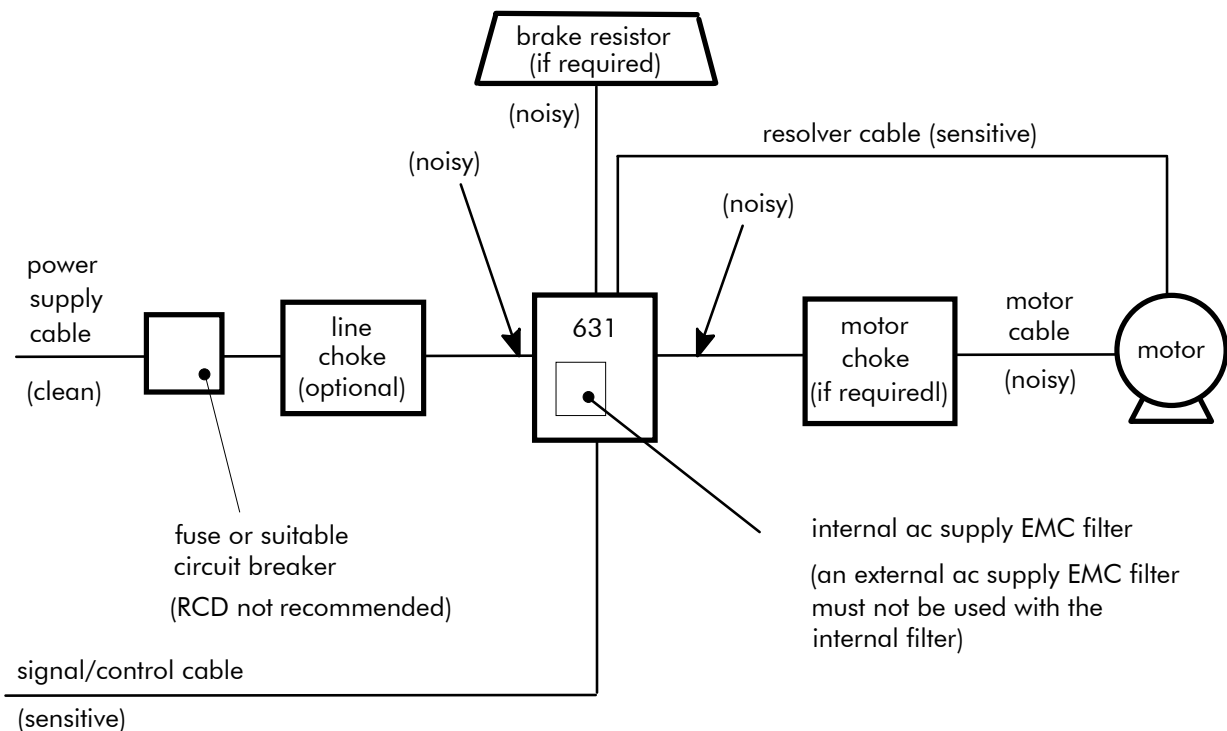 brake resistor
(if required)
(noisy)
resolver cable (sensitive)
(noisy)
(noisy)
power
supply
cable
(clean)
line
choke
(optional)
631
motor
choke
(if requiredl)
motor
cable
(noisy)
motor
fuse or suitable
circuit breaker
(RCD not recommended)
internal ac supply EMC filter
(an external ac supply EMC filter
must not be used with the
internal filter)
signal/control cable
(sensitive)